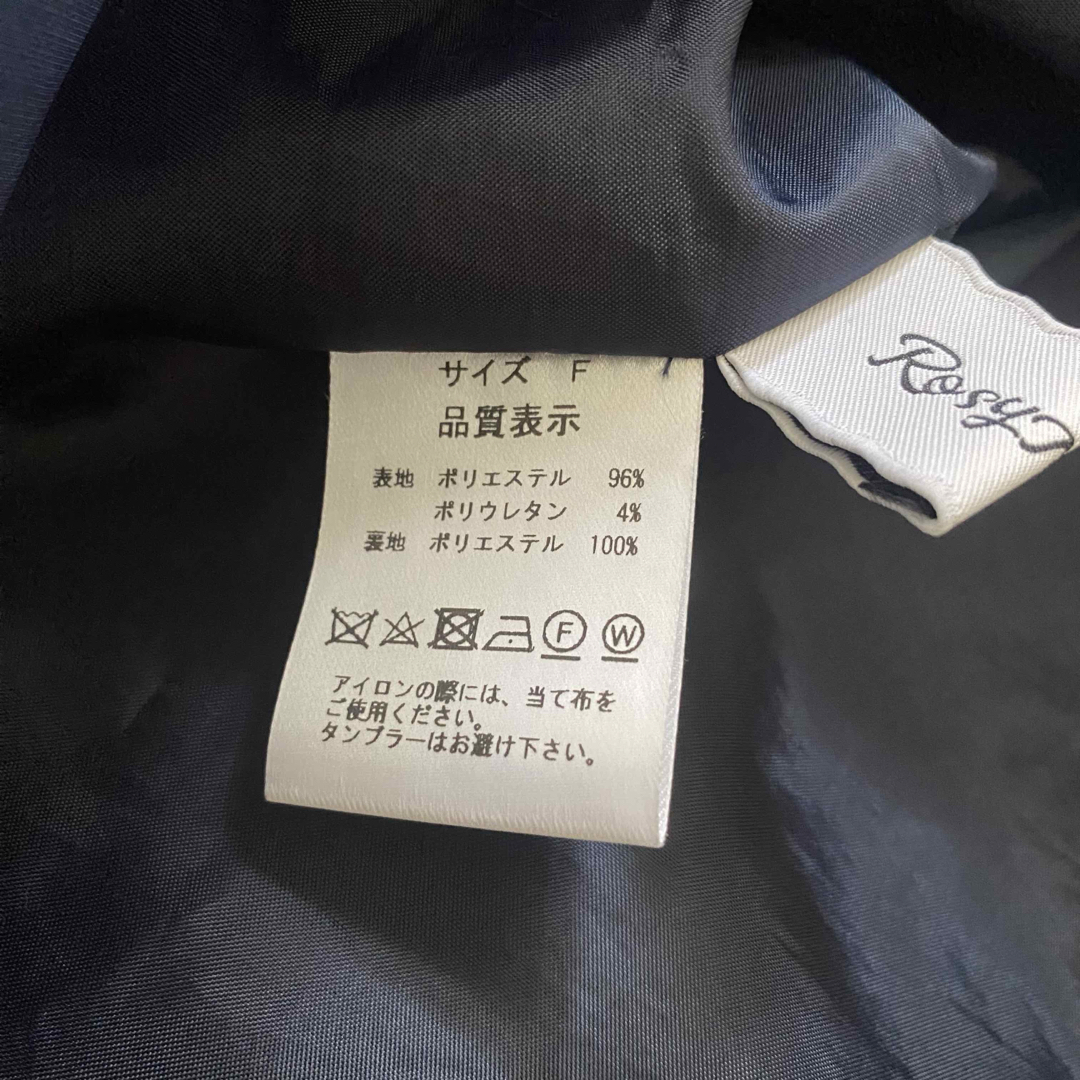 サイズ F
品質表示
表地 ポリエステル 96%
ポリウレタン 4%
裏地 ポリエステル 100%
F W
アイロンの際には、当て布を
ご使用ください。
タンブラーはお避け下さい。
Rosy